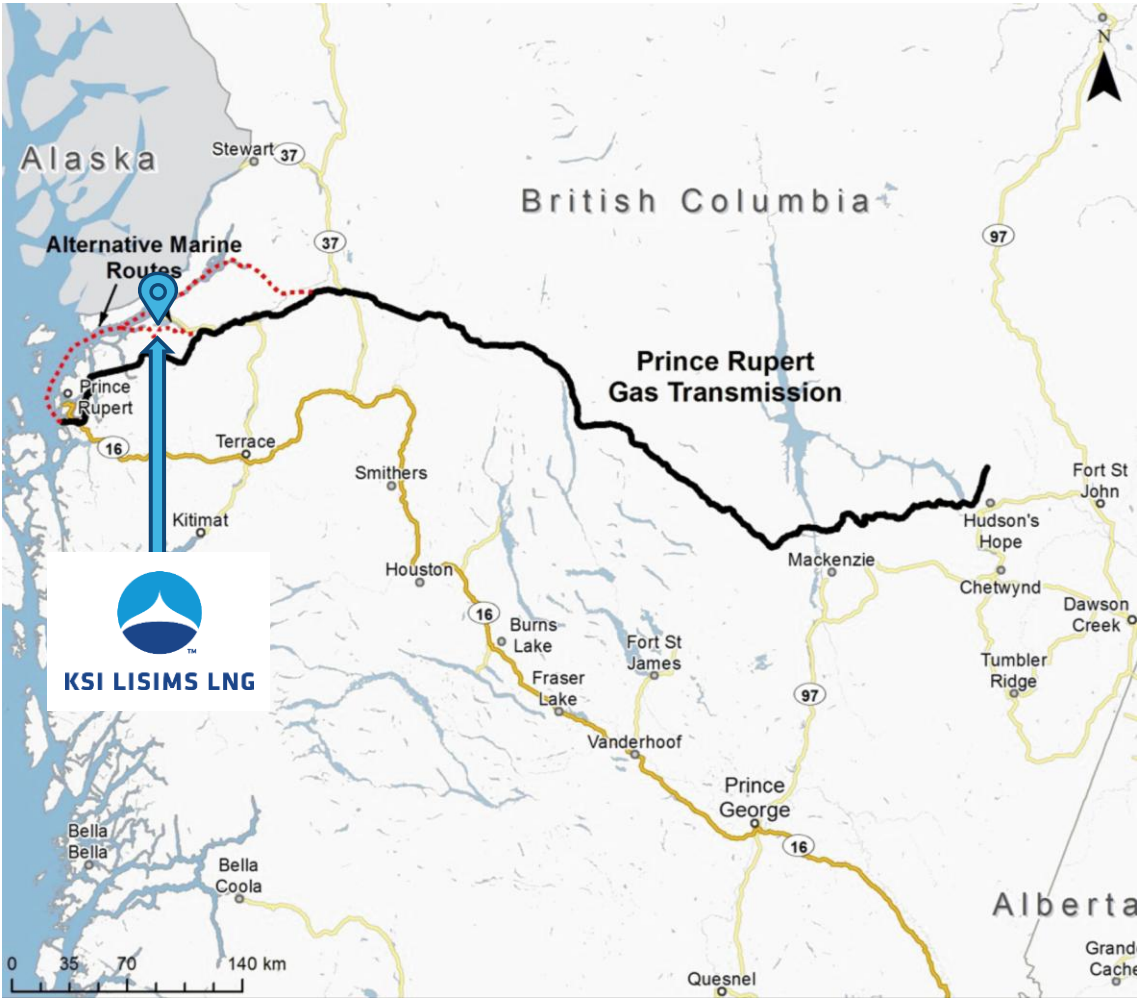 N
Alaska
Stewart
37
British Columbia
37
97
Alternative Marine
Routes
Prince Rupert
Gas Transmission
Prince
Rupert
16
Terrace
Smithers
Fort St
John
Hudson's
Hope
Kitimat
Mackenzie
Houston
Chetwynd
Dawson
Creek
16
Burns
Lake
Fort St
James
Tumbler
Ridge
Fraser
Lake
97
™
KSI LISIMS LNG
Vanderhoof
Prince
George
16
Bella
Bella
Bella
Coola
Alberta
Grand
Cache
Quesnel
0 35 70 140 km